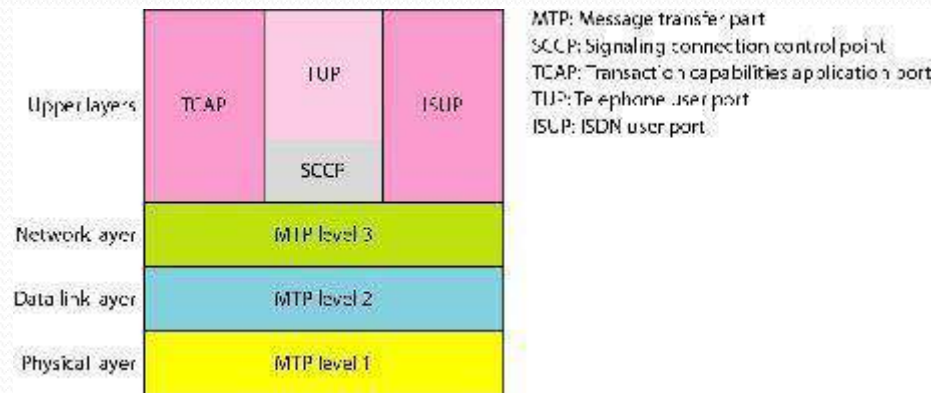 MTP: Message transfer part
SCCP: Signaling connection control point
TCAP: Transaction capabilities application port
TUP: Telephone user port
ISUP: ISDN user port
Upper layers
TCAP
TUP
ISUP
SCCP
Network layer
MTP level 3
Data link layer
MTP level 2
Physical layer
MTP level 1